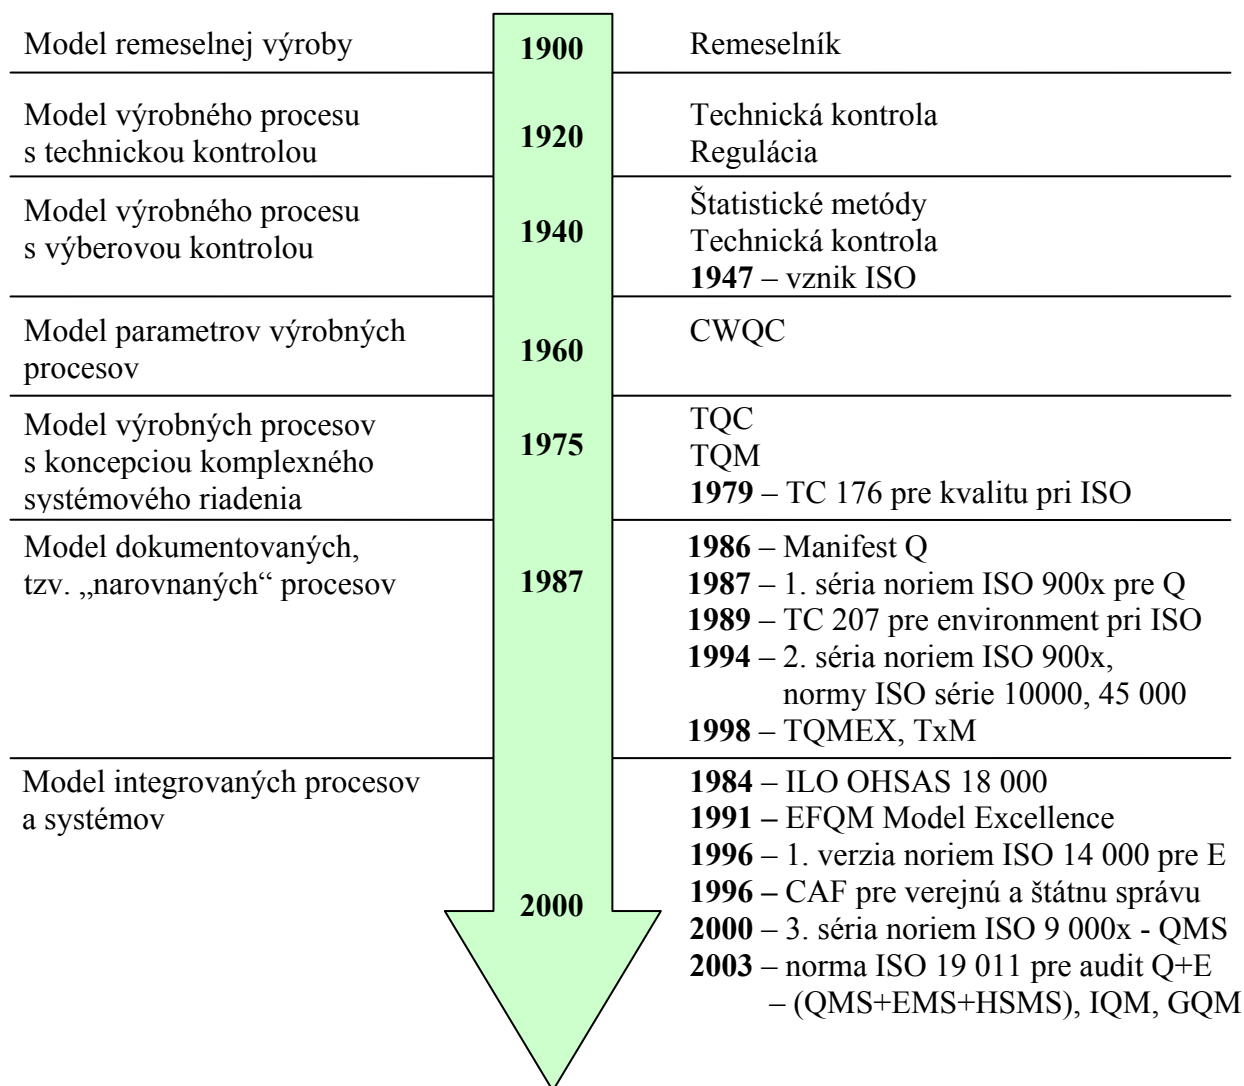 Model remeselnej výroby
1900
Remeselník
Model výrobného procesu
s technickou kontrolou
1920
Technická kontrola
Regulácia
Model výrobného procesu
s výberovou kontrolou
1940
Štatistické metódy
Technická kontrola
1947 – vznik ISO
Model parametrov výrobných
procesov
1960
CWQC
Model výrobných procesov
s koncepciou komplexného
systémového riadenia
1975
TQC
TQM
1979 – TC 176 pre kvalitu pri ISO
Model dokumentovaných,
tzv. „narovnaných“ procesov
1987
1986 – Manifest Q
1987 – 1. séria noriem ISO 900x pre Q
1989 – TC 207 pre environment pri ISO
1994 – 2. séria noriem ISO 900x,
normy ISO série 10000, 45 000
1998 – TQMEX, TxM
Model integrovaných procesov
a systémov
2000
1984 – ILO OHSAS 18 000
1991 – EFQM Model Excellence
1996 – 1. verzia noriem ISO 14 000 pre E
1996 – CAF pre verejnú a štátnu správu
2000 – 3. séria noriem ISO 9 000x - QMS
2003 – norma ISO 19 011 pre audit Q+E
– (QMS+EMS+HSMS), IQM, GQM